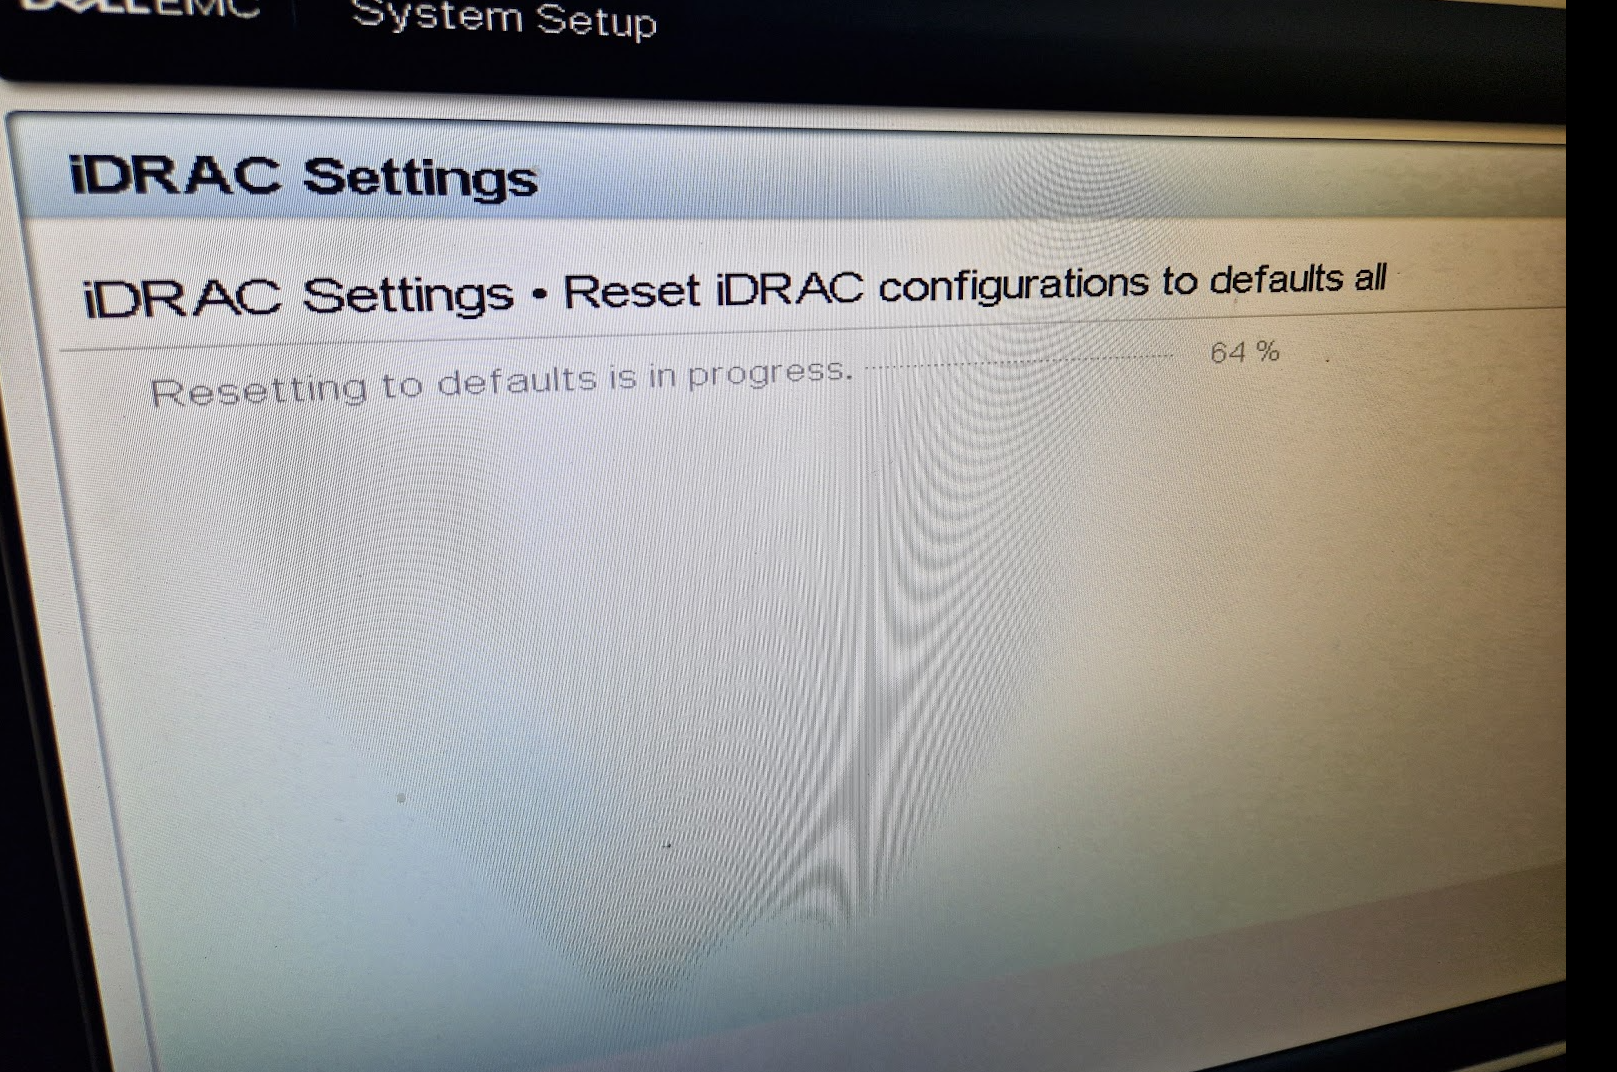 DELLEMC System Setup
iDRAC Settings
iDRAC Settings • Reset iDRAC configurations to defaults all
Resetting to defaults is in progress. 64 %